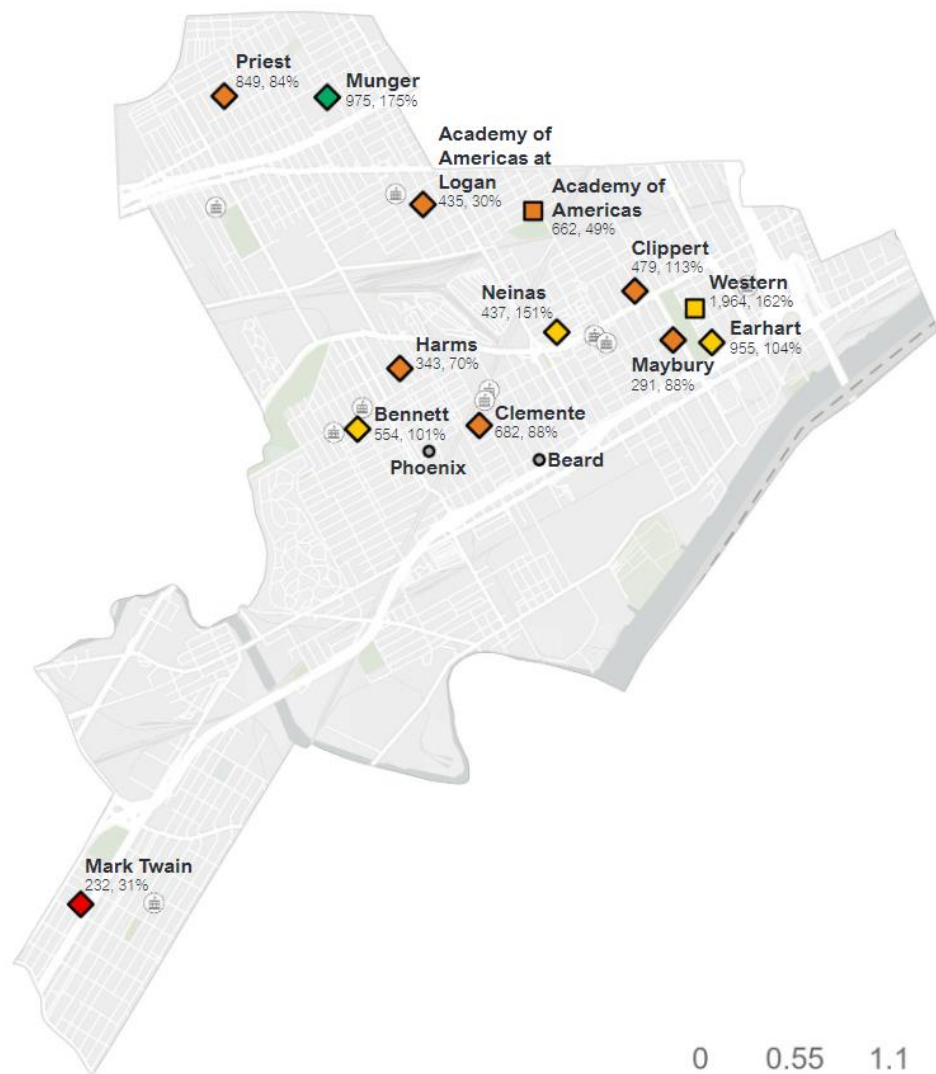 Priest
849, 84%
Munger
975, 175%
Academy of
Americas at
Logan
435, 30%
Academy of
Americas
662, 49%
Clippert
479, 113%
Western
1,964, 162%
Neinas
437, 151%
Earhart
955, 104%
Harms
343, 70%
Maybury
291, 88%
Bennett
554, 101%
Clemente
682, 88%
Phoenix
Beard
Mark Twain
232, 31%
0 0.55 1.1